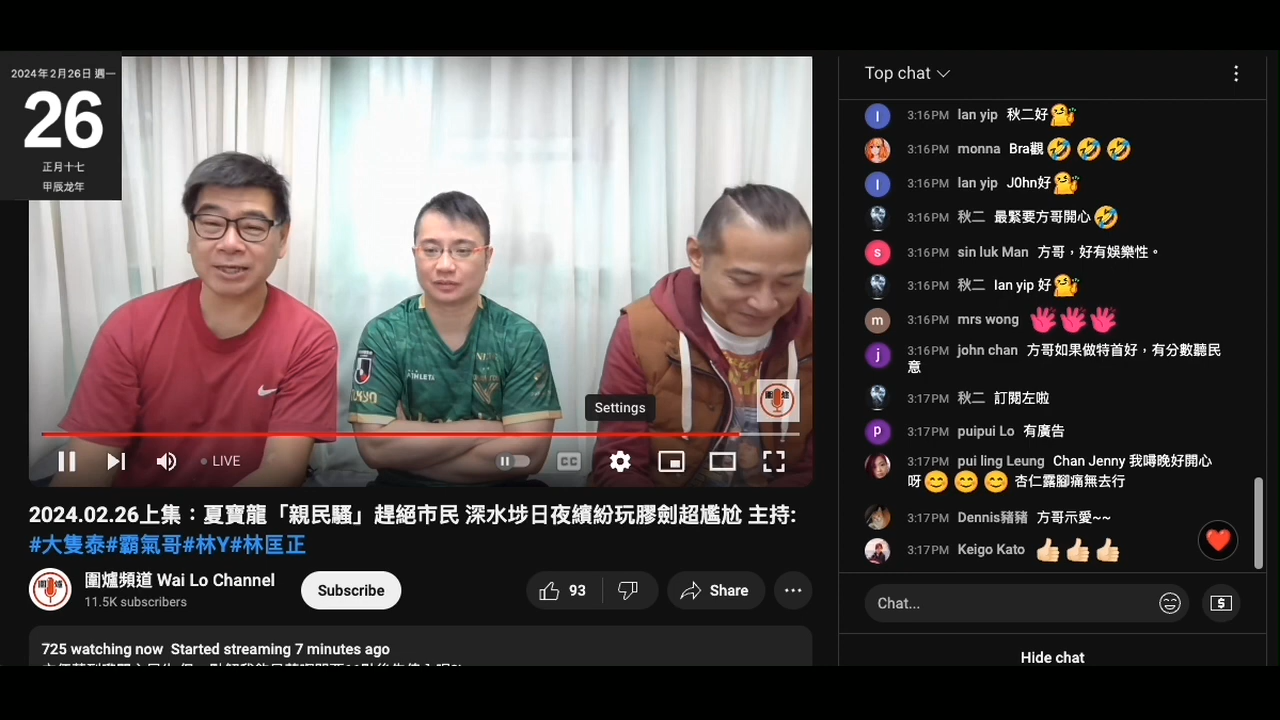 2024年2月26日 週一
26
正月十七
甲辰龙年
ATHLETA
Settings
LIVE
CC
2024.02.26上集：夏寶龍「親民騷」趕絕市民 深水埗日夜繽紛玩膠劍超尷尬 主持:
#大隻泰#霸氣哥#林Y#林匡正
圍爐頻道 Wai Lo Channel
11.5K subscribers
Subscribe
93
Share
725 watching now Started streaming 7 minutes ago
Top chat
I 3:16PM Ian yip 秋二好
3:16PM monna Bra觀
I 3:16PM Ian yip J0hn好
3:16PM 秋二 最緊要方哥開心
s 3:16PM sin luk Man 方哥，好有娛樂性。
3:16PM 秋二 Ian yip 好
m 3:16PM mrs wong
j 3:16PM john chan 方哥如果做特首好，有分數聽民
意
3:17PM 秋二 訂閱左啦
p 3:17PM puipui Lo 有廣告
3:17PM pui ling Leung Chan Jenny 我噚晚好開心
呀 杏仁露腳痛無去行
3:17PM Dennis豬豬 方哥示愛~~
3:17PM Keigo Kato
Chat...
Hide chat